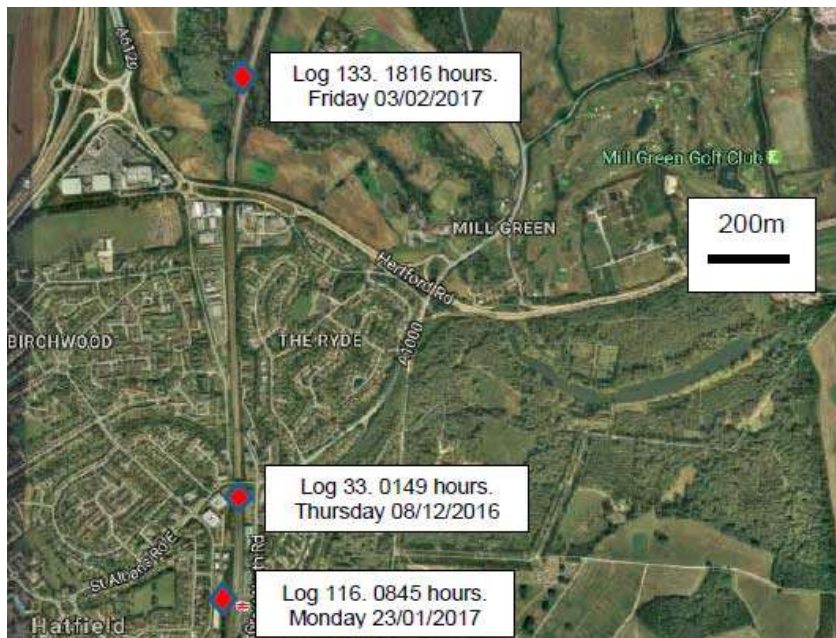 A6129
Log 133. 1816 hours.
Friday 03/02/2017
Mill Green Golf Club
200m
MILL GREEN
Hertford Rd
BIRCHWOOD
THE RYDE
A1000
Log 33. 0149 hours.
Thursday 08/12/2016
St Albans Rd E
Log 116. 0845 hours.
Monday 23/01/2017
Hatfield